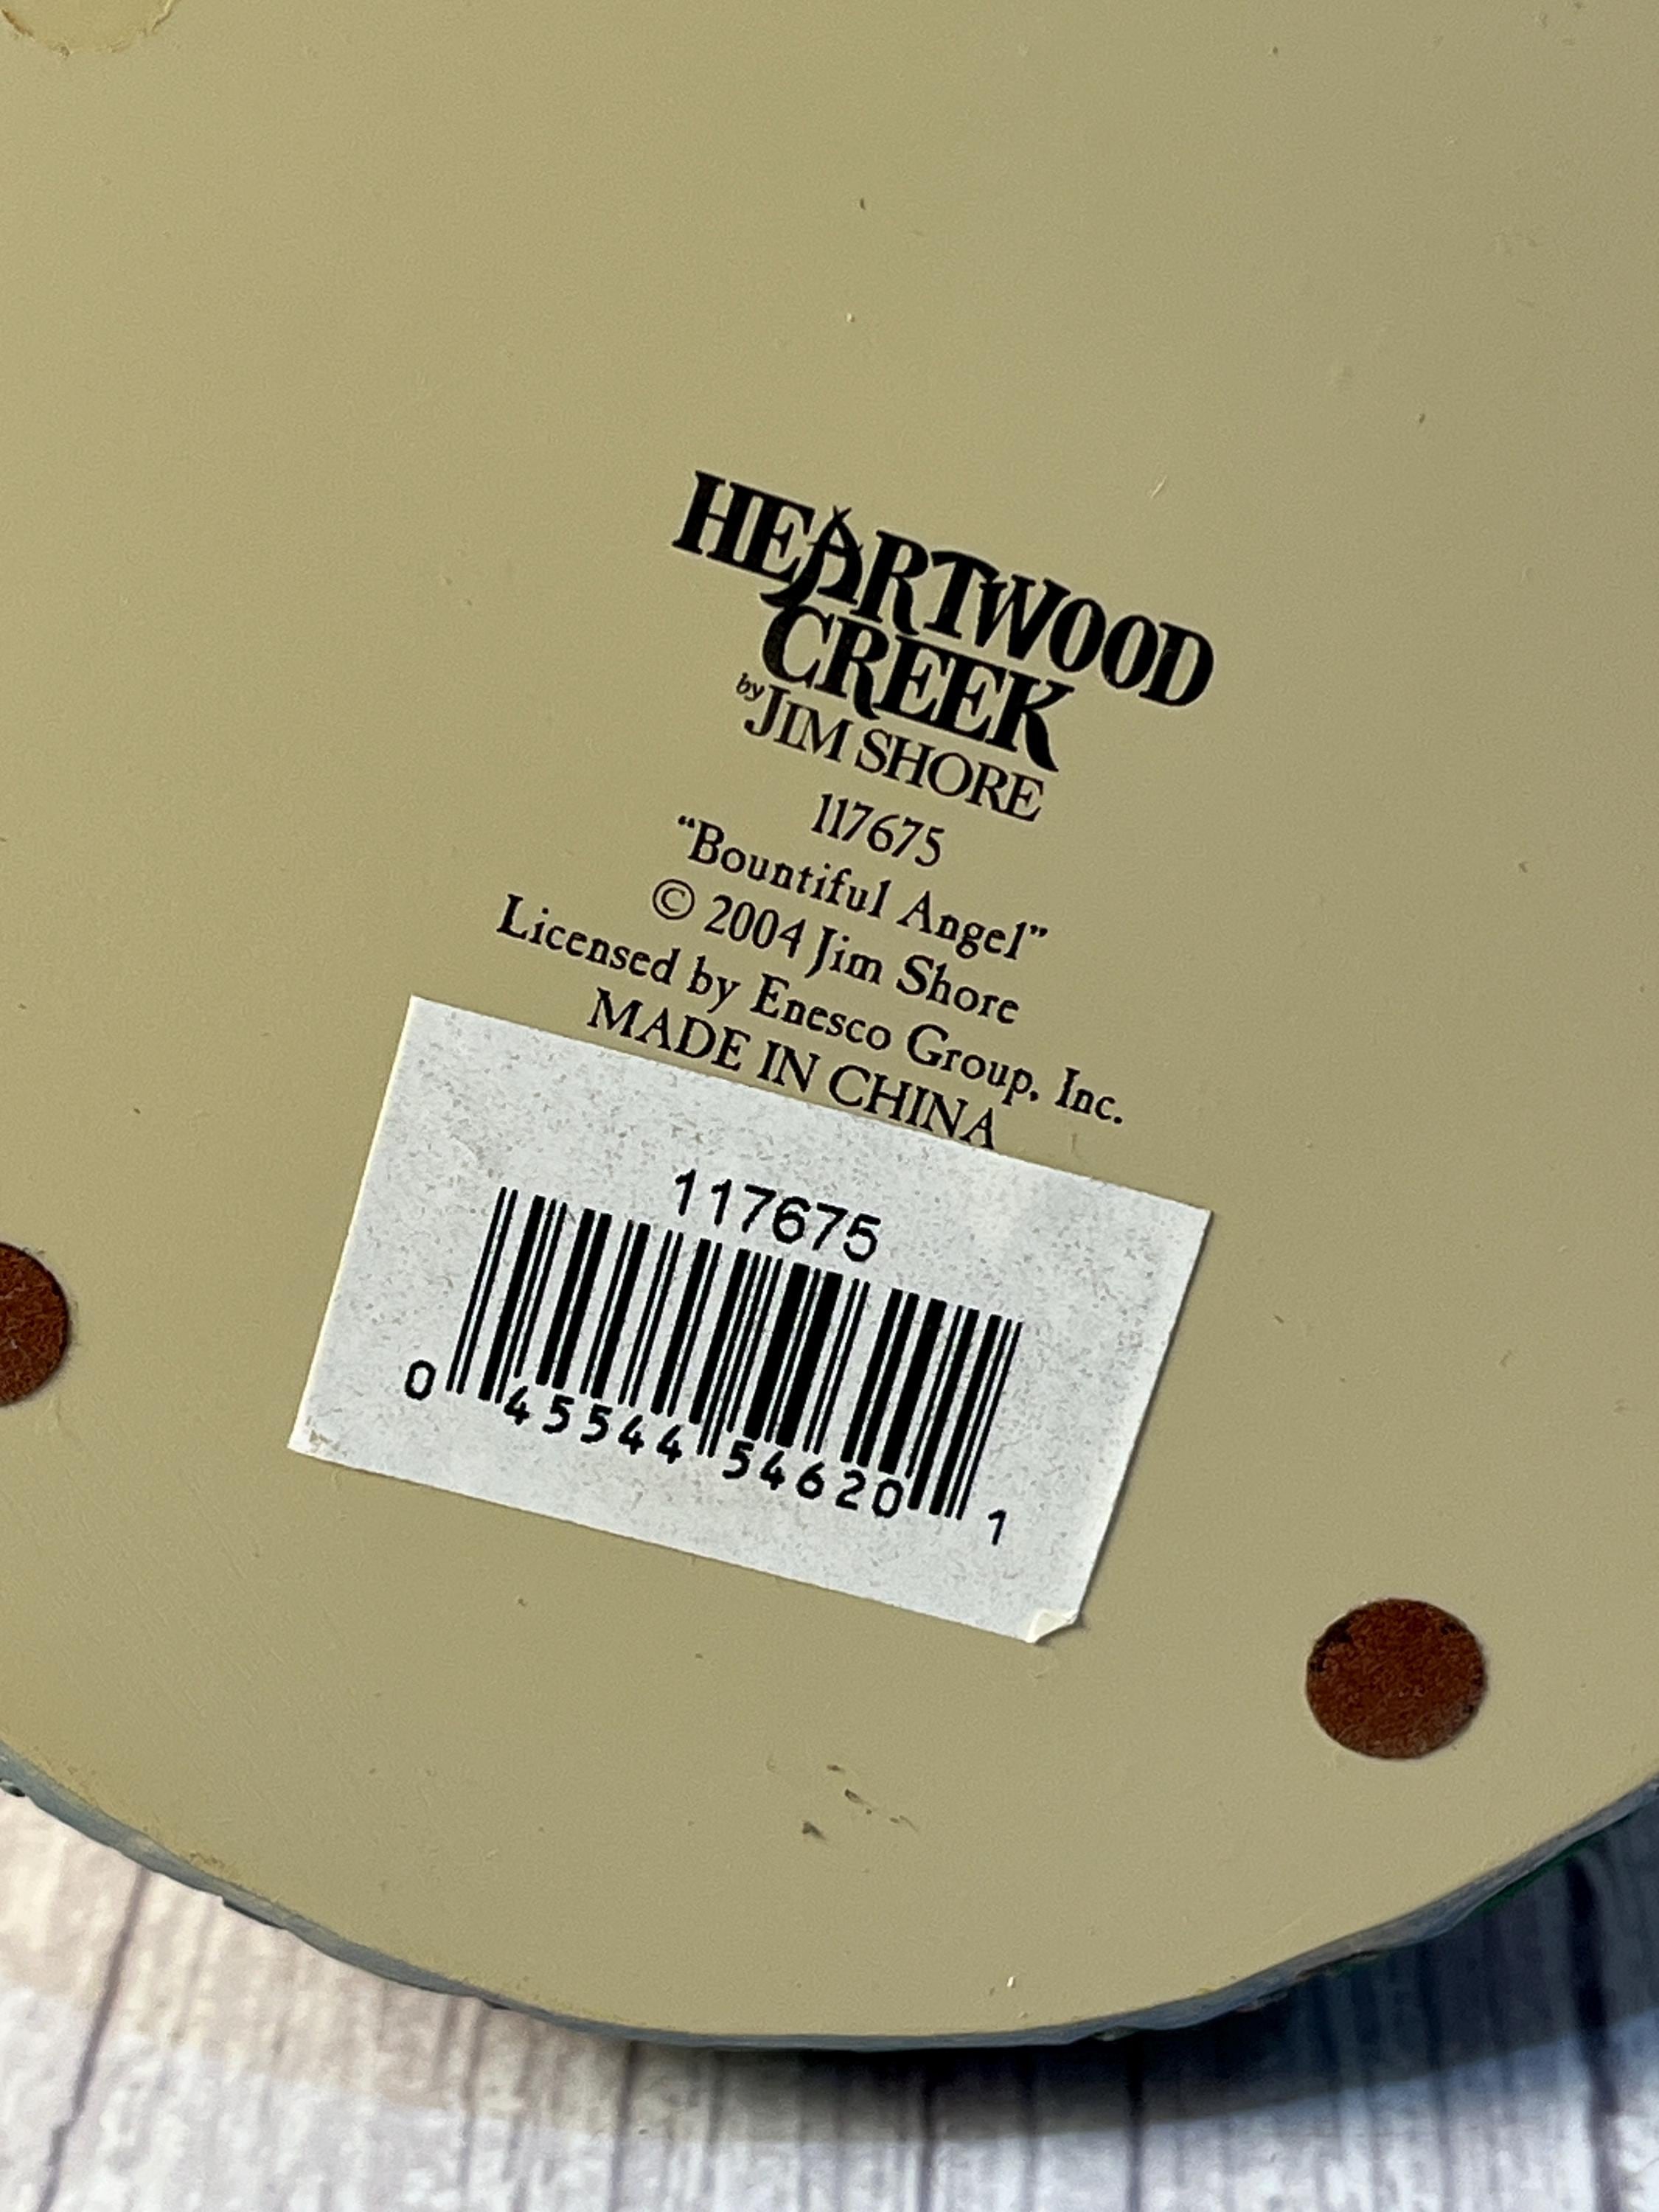 HEARTWOOD
CREEK
by JIM SHORE
117675
“Bountiful Angel”
© 2004 Jim Shore
Licensed by Enesco Group, Inc.
MADE IN CHINA
117675
0 45544 54620 1